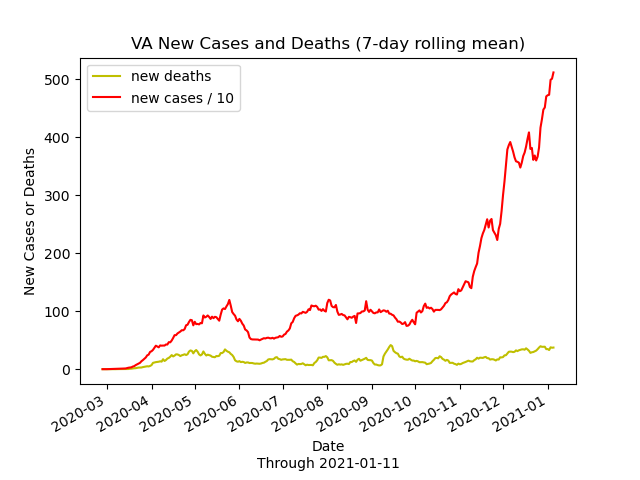 VA New Cases and Deaths (7-day rolling mean)
new deaths
new cases / 10
New Cases or Deaths
500
400
300
200
100
0
2020-03
2020-04
2020-05
2020-06
2020-07
2020-08
2020-09
2020-10
2020-11
2020-12
2021-01
Date
Through 2021-01-11